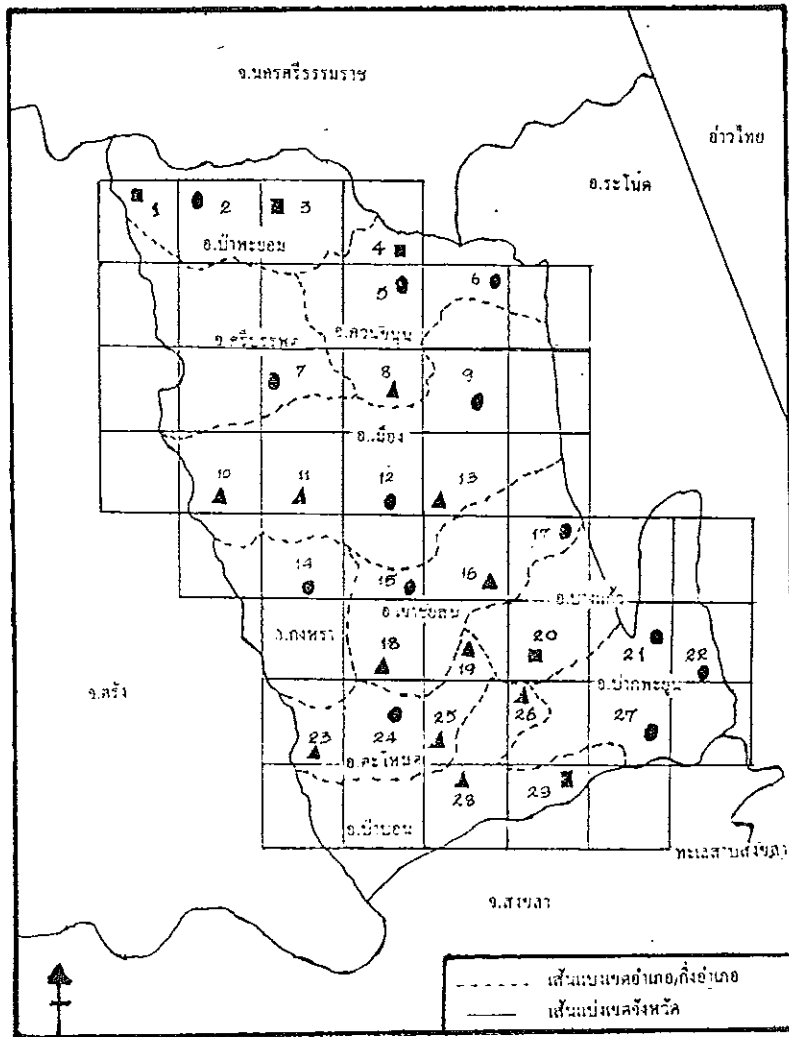 จ.นครศรีธรรมราช
อ่าวไทย
อ.ระโน้ต
1 2 3
อ.ป่าพะยอม
4
5 6
อ.ควนขนุน
อ.ศรีบรรพต
7 8 9
อ.เมือง
10 11 12 13
14 15 16 17
อ.เขาชัยสน
อ.บางแก้ว
อ.กงหรา
18 19 20 21 22
อ.ปากพะยูน
จ.ตรัง
23 24 25 26 27
อ.ตะโหมด
28 29
อ.ป่าบอน
ทะเลสาบสงขลา
จ.สงขลา
เส้นแบ่งเขตอำเภอ,กิ่งอำเภอ
เส้นแบ่งเขตจังหวัด